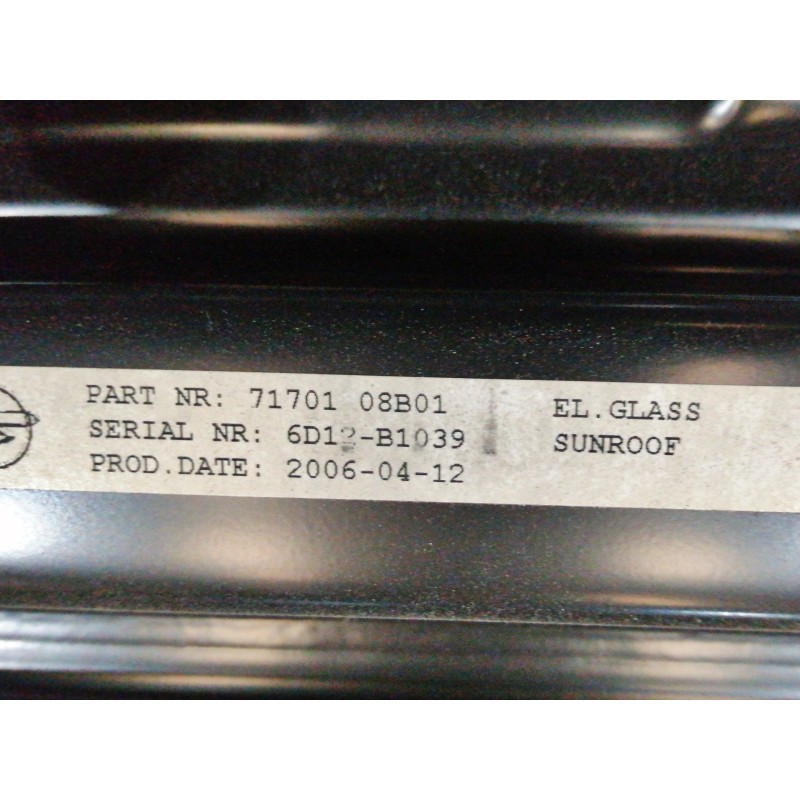 PART NR: 71701 08B01 EL.GLASS
SERIAL NR: 6D12-B1039 SUNROOF
PROD.DATE: 2006-04-12